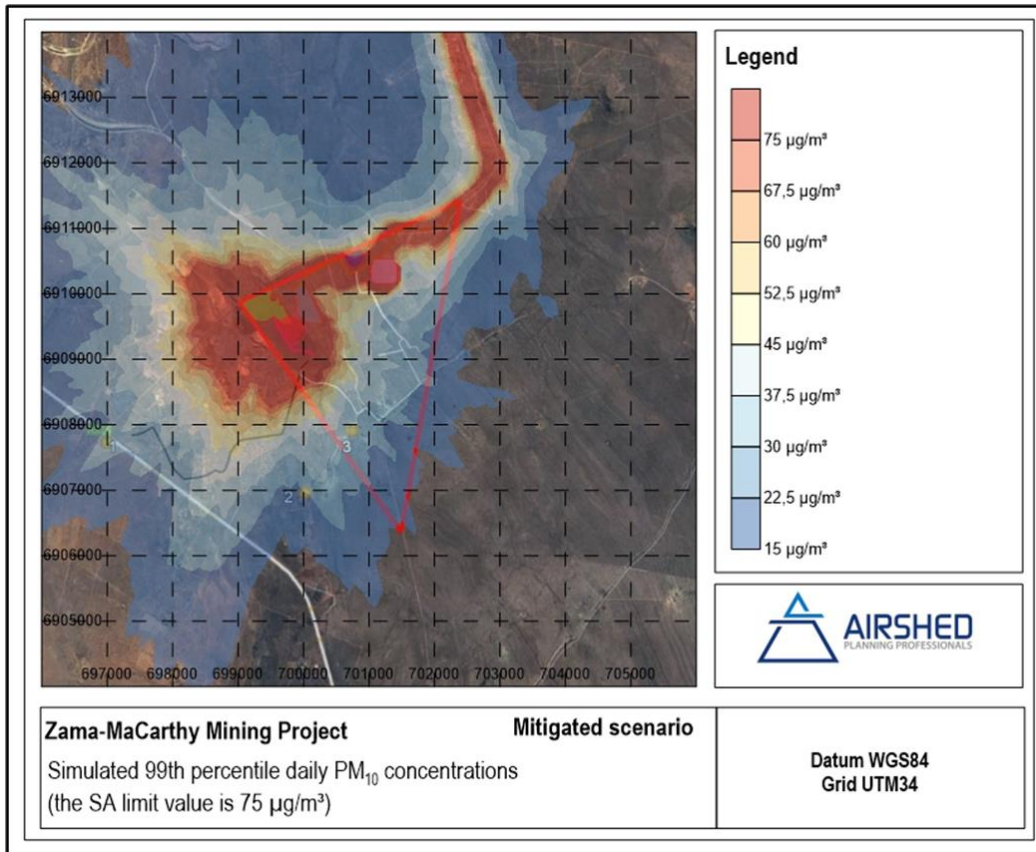 6913000
6912000
6911000
6910000
6909000
6908000
6907000
6906000
6905000
1
2
3
697000 698000 699000 700000 701000 702000 703000 704000 705000
Legend
75 µg/m³
67,5 µg/m³
60 µg/m³
52,5 µg/m³
45 µg/m³
37,5 µg/m³
30 µg/m³
22,5 µg/m³
15 µg/m³
AIRSHED
PLANNING PROFESSIONALS
Zama-MaCarthy Mining Project Mitigated scenario
Simulated 99th percentile daily PM₁₀ concentrations
(the SA limit value is 75 µg/m³)
Datum WGS84
Grid UTM34